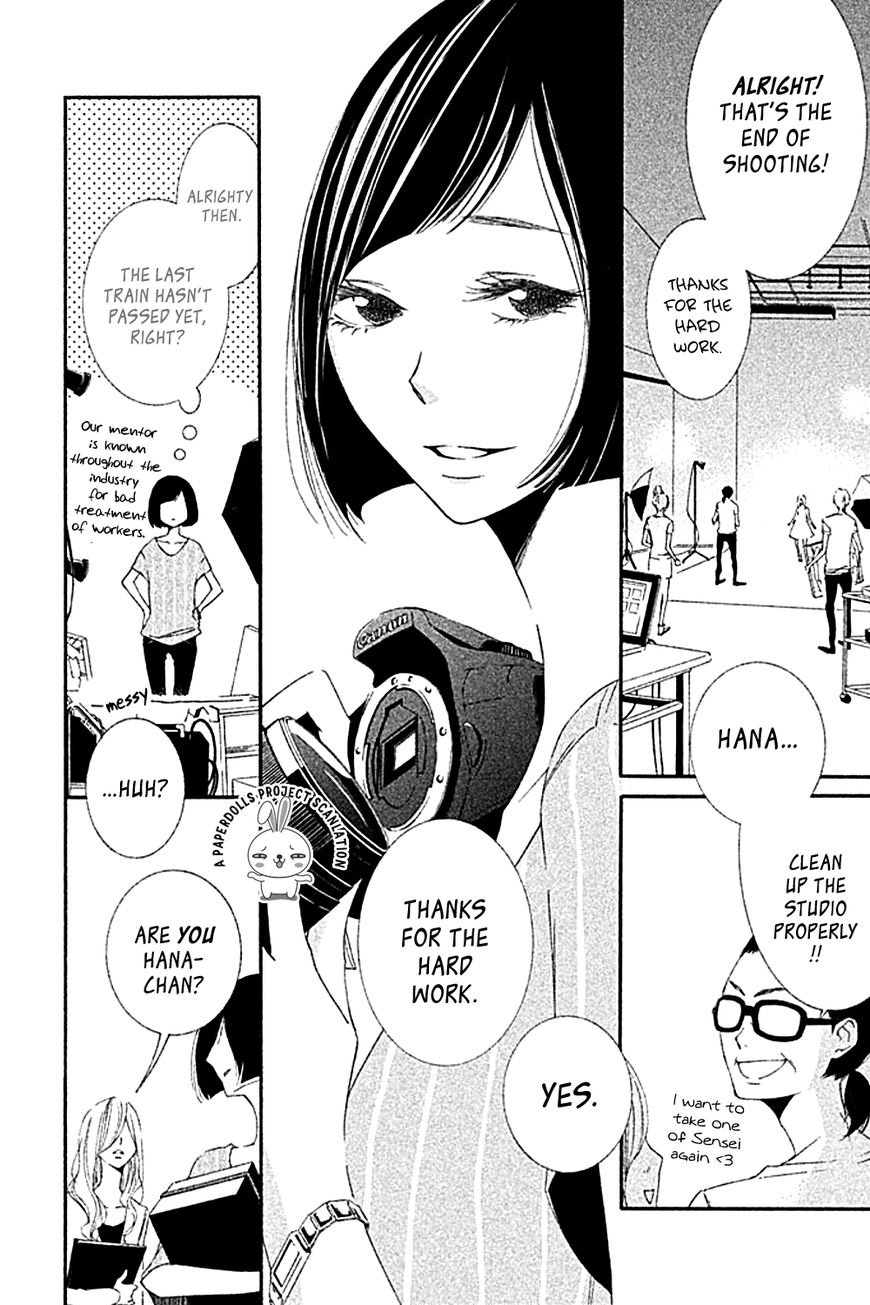 ALRIGHT!
THAT'S THE
END OF
SHOOTING!
THANKS
FOR THE
HARD
WORK.
HANA...
CLEAN
UP THE
STUDIO
PROPERLY
!!
I want to
take one
of Sensei
again <3
Canon
THANKS
FOR THE
HARD
WORK.
YES.
ALRIGHTY
THEN.
THE LAST
TRAIN HASN'T
PASSED YET,
RIGHT?
Our mentor
is known
throughout the
industry
for bad
treatment
of workers.
messy
...HUH?
A PAPERDOLLS PROJECT SCANLATION
ARE YOU
HANA-
CHAN?